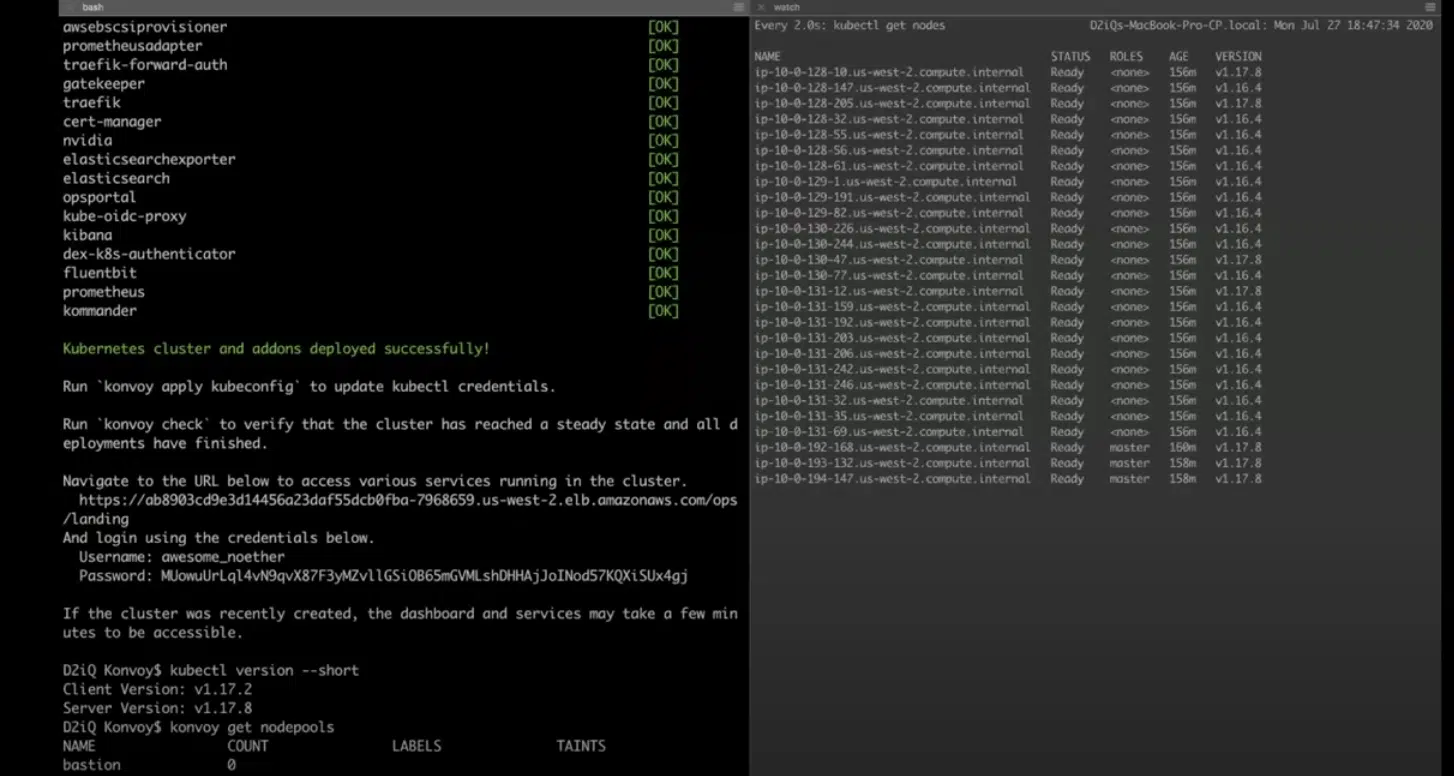 bash
awsebscsiprovisioner [OK]
prometheusadapter [OK]
traefik-forward-auth [OK]
gatekeeper [OK]
traefik [OK]
cert-manager [OK]
nvidia [OK]
elasticsearchexporter [OK]
elasticsearch [OK]
opsportal [OK]
kube-oidc-proxy [OK]
kibana [OK]
dex-k8s-authenticator [OK]
fluentbit [OK]
prometheus [OK]
kommander [OK]
Kubernetes cluster and addons deployed successfully!
Run `konvoy apply kubeconfig` to update kubectl credentials.
Run `konvoy check` to verify that the cluster has reached a steady state and all d
eployments have finished.
Navigate to the URL below to access various services running in the cluster.
https://ab8903cd9e3d14456a23daf55dcb0fba-7968659.us-west-2.elb.amazonaws.com/ops
/landing
And login using the credentials below.
Username: awesome_noether
Password: MUowuUrLql4vN9qvX87F3yMZvllGSiOB65mGVMLshDHHAjJoINod57KQXiSUx4gj
If the cluster was recently created, the dashboard and services may take a few min
utes to be accessible.
D2iQ Konvoy$ kubectl version --short
Client Version: v1.17.2
Server Version: v1.17.8
D2iQ Konvoy$ konvoy get nodepools
NAME COUNT LABELS TAINTS
bastion 0
watch
Every 2.0s: kubectl get nodes D2iQs-MacBook-Pro-CP.local: Mon Jul 27 18:47:34 2020
NAME STATUS ROLES AGE VERSION
ip-10-0-128-10.us-west-2.compute.internal Ready <none> 156m v1.17.8
ip-10-0-128-147.us-west-2.compute.internal Ready <none> 156m v1.16.4
ip-10-0-128-205.us-west-2.compute.internal Ready <none> 156m v1.17.8
ip-10-0-128-32.us-west-2.compute.internal Ready <none> 156m v1.16.4
ip-10-0-128-55.us-west-2.compute.internal Ready <none> 156m v1.16.4
ip-10-0-128-56.us-west-2.compute.internal Ready <none> 156m v1.16.4
ip-10-0-128-61.us-west-2.compute.internal Ready <none> 156m v1.16.4
ip-10-0-129-1.us-west-2.compute.internal Ready <none> 156m v1.16.4
ip-10-0-129-191.us-west-2.compute.internal Ready <none> 156m v1.16.4
ip-10-0-129-82.us-west-2.compute.internal Ready <none> 156m v1.16.4
ip-10-0-130-226.us-west-2.compute.internal Ready <none> 156m v1.16.4
ip-10-0-130-244.us-west-2.compute.internal Ready <none> 156m v1.16.4
ip-10-0-130-47.us-west-2.compute.internal Ready <none> 156m v1.17.8
ip-10-0-130-77.us-west-2.compute.internal Ready <none> 156m v1.16.4
ip-10-0-131-12.us-west-2.compute.internal Ready <none> 156m v1.17.8
ip-10-0-131-159.us-west-2.compute.internal Ready <none> 156m v1.16.4
ip-10-0-131-192.us-west-2.compute.internal Ready <none> 156m v1.16.4
ip-10-0-131-203.us-west-2.compute.internal Ready <none> 156m v1.16.4
ip-10-0-131-206.us-west-2.compute.internal Ready <none> 156m v1.16.4
ip-10-0-131-242.us-west-2.compute.internal Ready <none> 156m v1.16.4
ip-10-0-131-246.us-west-2.compute.internal Ready <none> 156m v1.16.4
ip-10-0-131-32.us-west-2.compute.internal Ready <none> 156m v1.16.4
ip-10-0-131-35.us-west-2.compute.internal Ready <none> 156m v1.16.4
ip-10-0-131-69.us-west-2.compute.internal Ready <none> 156m v1.16.4
ip-10-0-192-168.us-west-2.compute.internal Ready master 160m v1.17.8
ip-10-0-193-132.us-west-2.compute.internal Ready master 158m v1.17.8
ip-10-0-194-147.us-west-2.compute.internal Ready master 158m v1.17.8